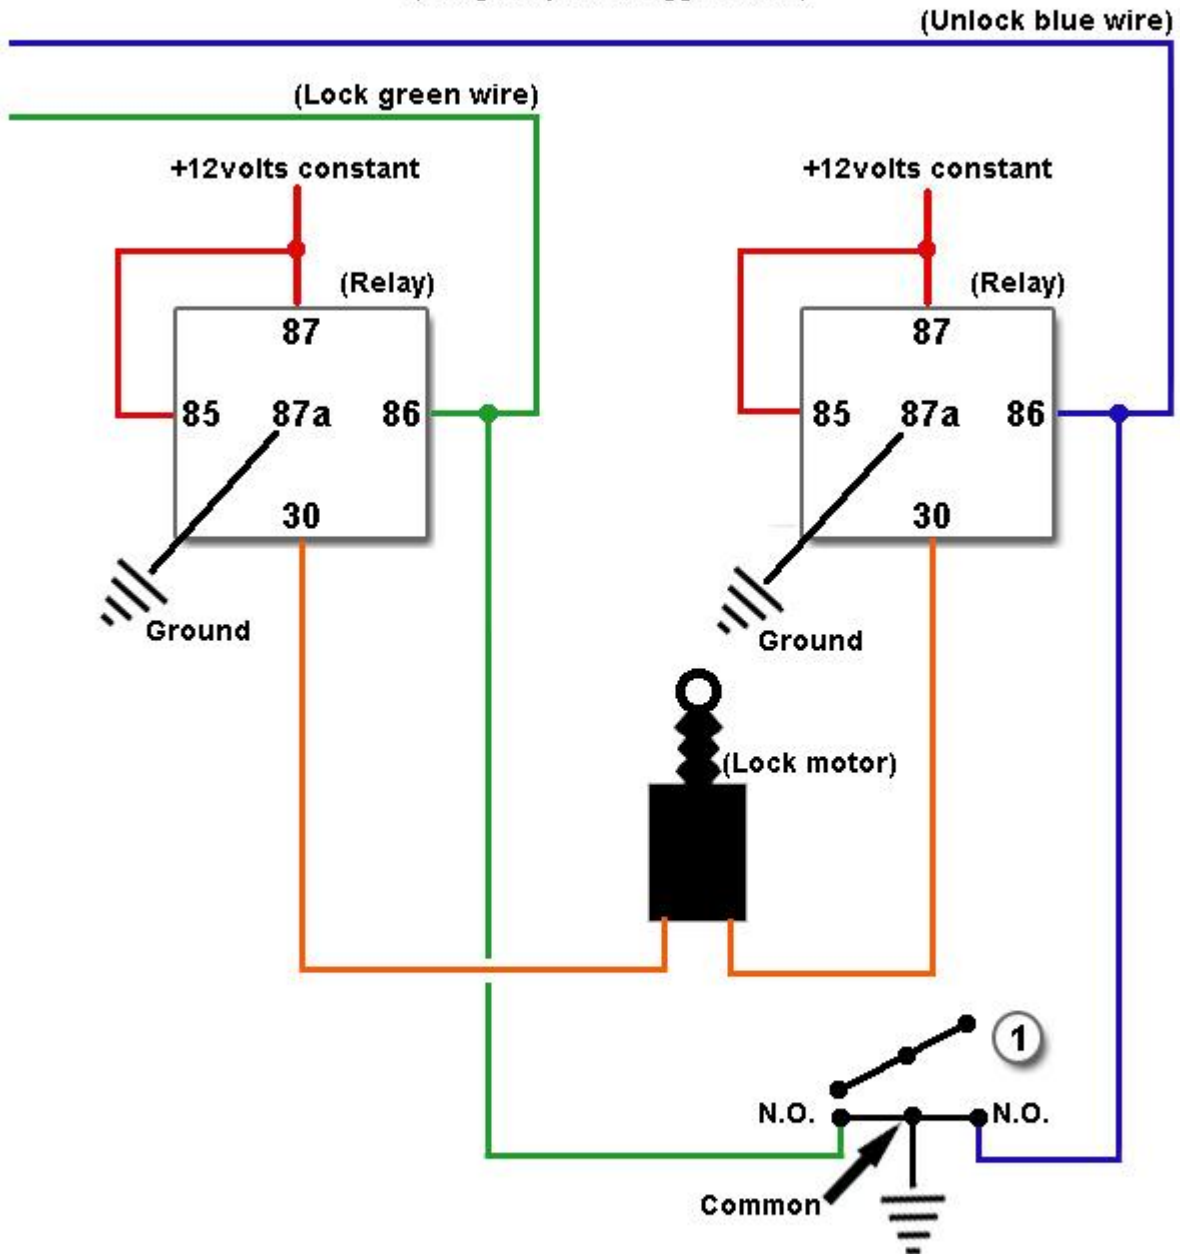 (Unlock blue wire)
(Lock green wire)
+12volts constant
+12volts constant
(Relay)
(Relay)
87
87
85 87a 86
85 87a 86
30
30
Ground
Ground
(Lock motor)
1
N.O.
N.O.
Common